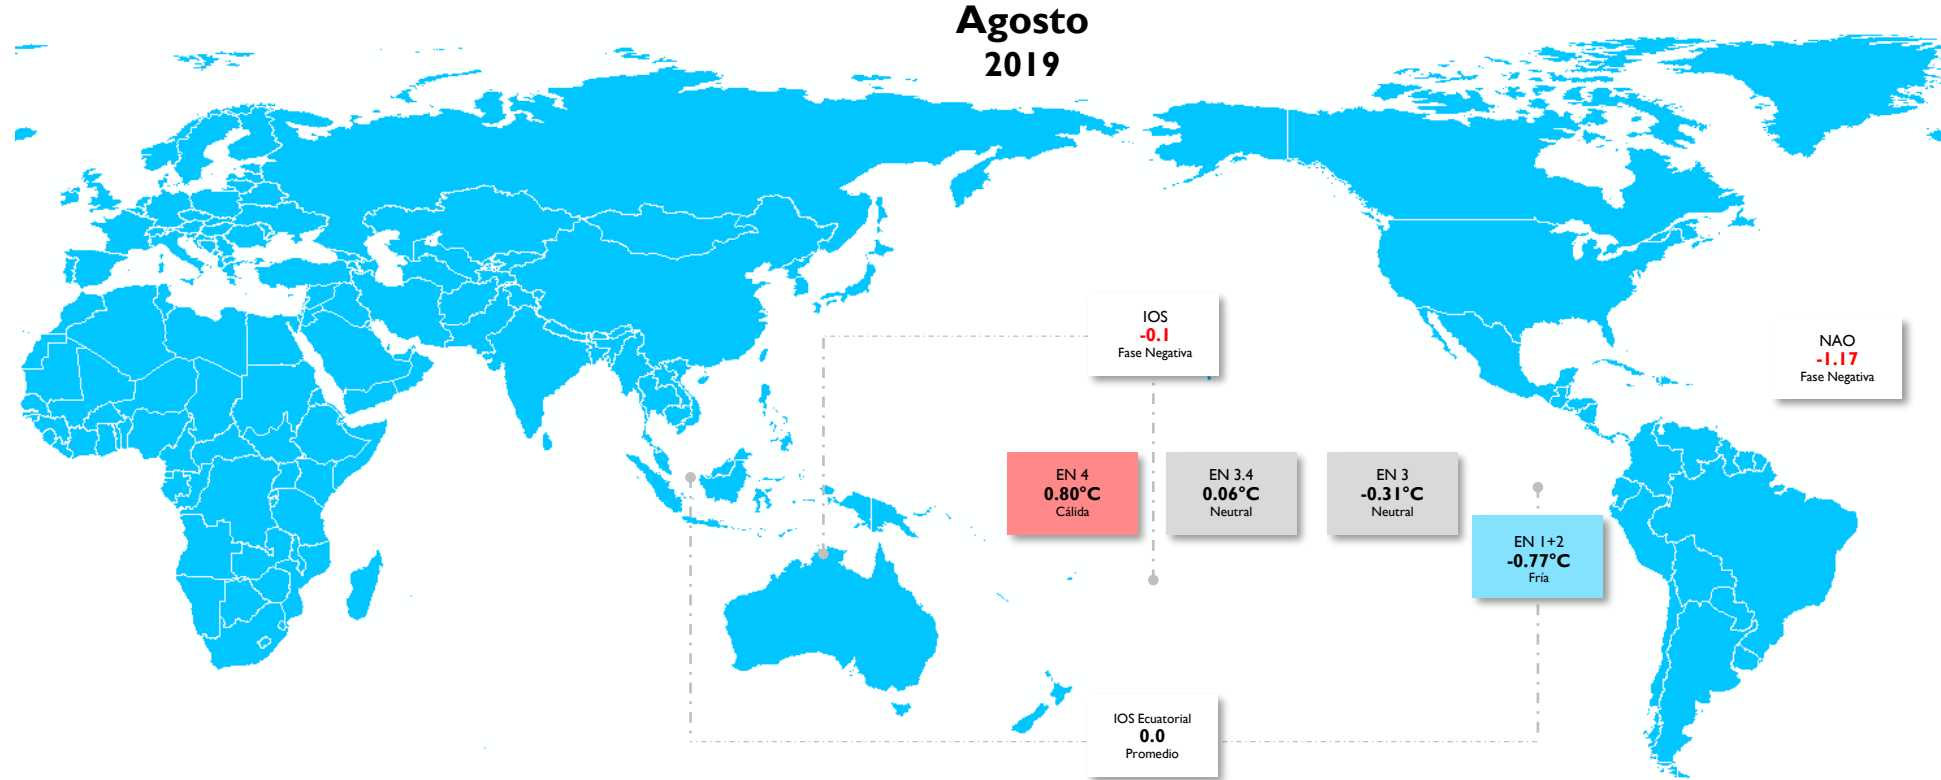 Agosto
2019
IOS
-0.1
Fase Negativa
NAO
-1.17
Fase Negativa
EN 4
0.80°C
Cálida
EN 3.4
0.06°C
Neutral
EN 3
-0.31°C
Neutral
EN 1+2
-0.77°C
Fría
IOS Ecuatorial
0.0
Promedio